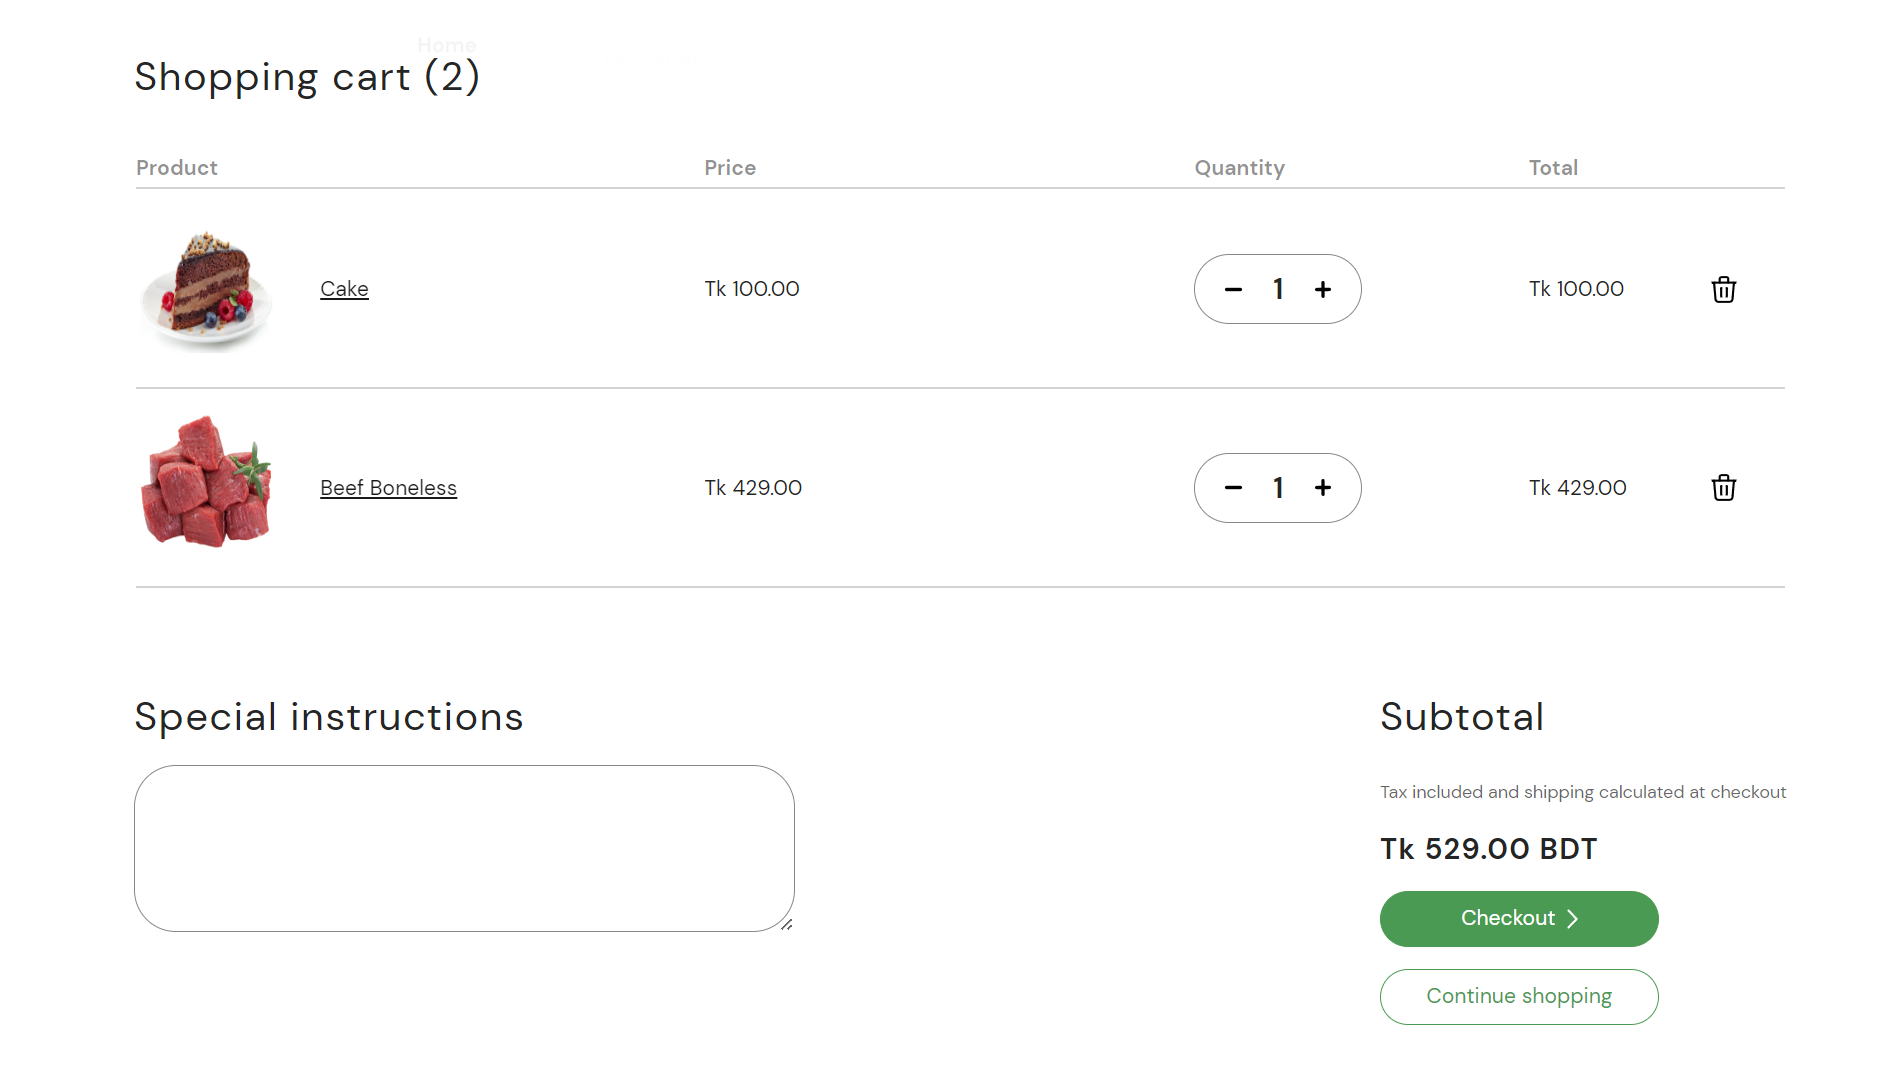 Home
Shopping cart (2)
Product Price Quantity Total
Cake Tk 100.00 1 Tk 100.00
Beef Boneless Tk 429.00 1 Tk 429.00
Special instructions
Subtotal
Tax included and shipping calculated at checkout
Tk 529.00 BDT
Checkout
Continue shopping